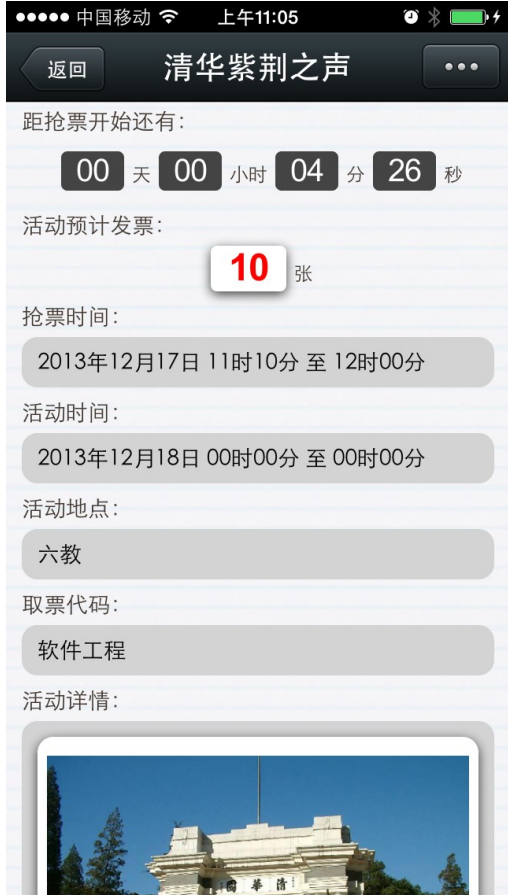 中国移动 上午11:05
返回 清华紫荆之声
距抢票开始还有:
00 天 00 小时 04 分 26 秒
活动预计发票:
10 张
抢票时间:
2013年12月17日 11时10分 至 12时00分
活动时间:
2013年12月18日 00时00分 至 00时00分
活动地点:
六教
取票代码:
软件工程
活动详情:
園華清